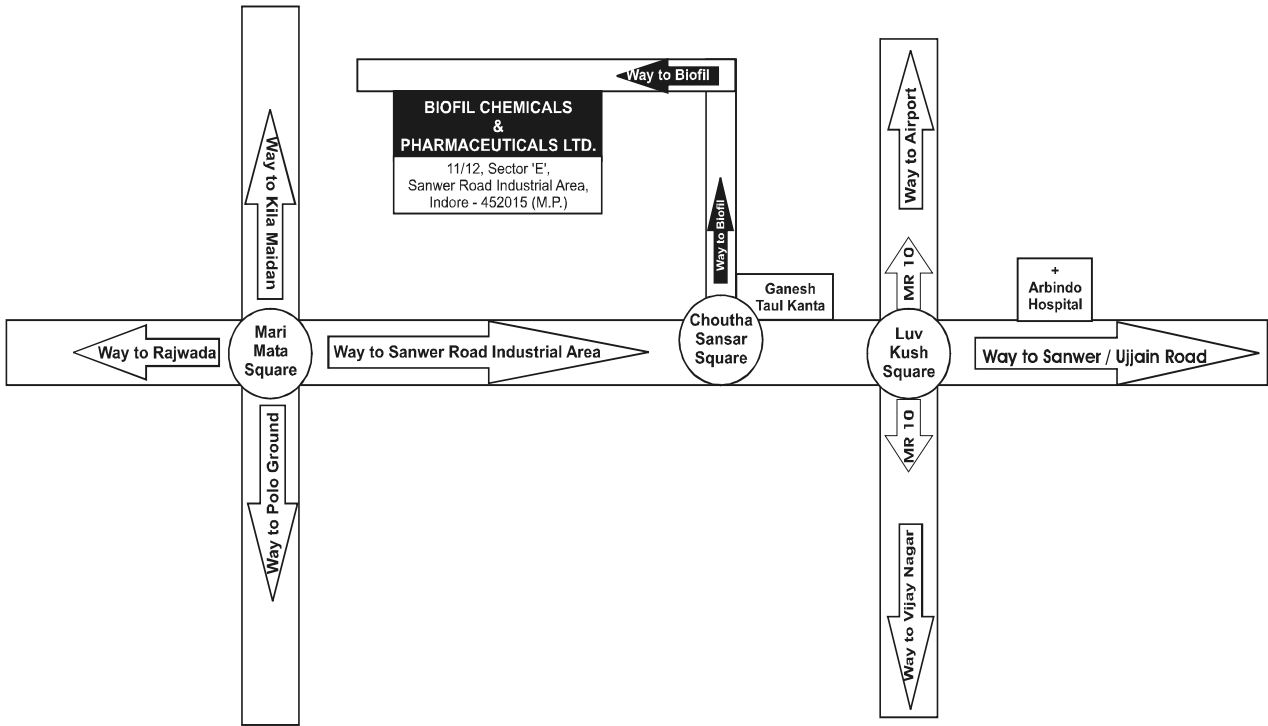 Way to Biofil
BIOFIL CHEMICALS
&
PHARMACEUTICALS LTD.
11/12, Sector 'E',
Sanwer Road Industrial Area,
Indore - 452015 (M.P.)
Way to Kila Maidan
Way to Biofil
Way to Airport
MR 10
Ganesh
Taul Kanta
+
Arbindo
Hospital
Way to Rajwada
Mari
Mata
Square
Way to Sanwer Road Industrial Area
Choutha
Sansar
Square
Luv
Kush
Square
Way to Sanwer / Ujjain Road
Way to Polo Ground
MR 10
Way to Vijay Nagar